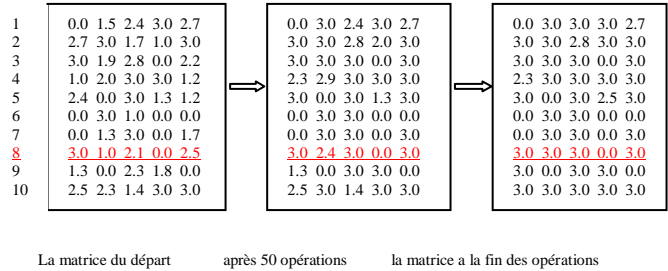 1 0.0 1.5 2.4 3.0 2.7 0.0 3.0 2.4 3.0 2.7 0.0 3.0 3.0 3.0 2.7
2 2.7 3.0 1.7 1.0 3.0 3.0 3.0 2.8 2.0 3.0 3.0 3.0 2.8 3.0 3.0
3 3.0 1.9 2.8 0.0 2.2 3.0 3.0 3.0 0.0 3.0 3.0 3.0 3.0 0.0 3.0
4 1.0 2.0 3.0 3.0 1.2 2.3 2.9 3.0 3.0 3.0 2.3 3.0 3.0 3.0 3.0
5 2.4 0.0 3.0 1.3 1.2 3.0 0.0 3.0 1.3 3.0 3.0 0.0 3.0 2.5 3.0
6 0.0 3.0 1.0 0.0 0.0 0.0 3.0 3.0 0.0 0.0 0.0 3.0 3.0 0.0 0.0
7 0.0 1.3 3.0 0.0 1.7 0.0 3.0 3.0 0.0 3.0 0.0 3.0 3.0 0.0 3.0
8 3.0 1.0 2.1 0.0 2.5 3.0 2.4 3.0 0.0 3.0 3.0 3.0 3.0 0.0 3.0
9 1.3 0.0 2.3 1.8 0.0 1.3 0.0 3.0 3.0 0.0 3.0 0.0 3.0 3.0 0.0
10 2.5 2.3 1.4 3.0 3.0 2.5 3.0 1.4 3.0 3.0 3.0 3.0 3.0 3.0 3.0
La matrice du départ après 50 opérations la matrice a la fin des opérations